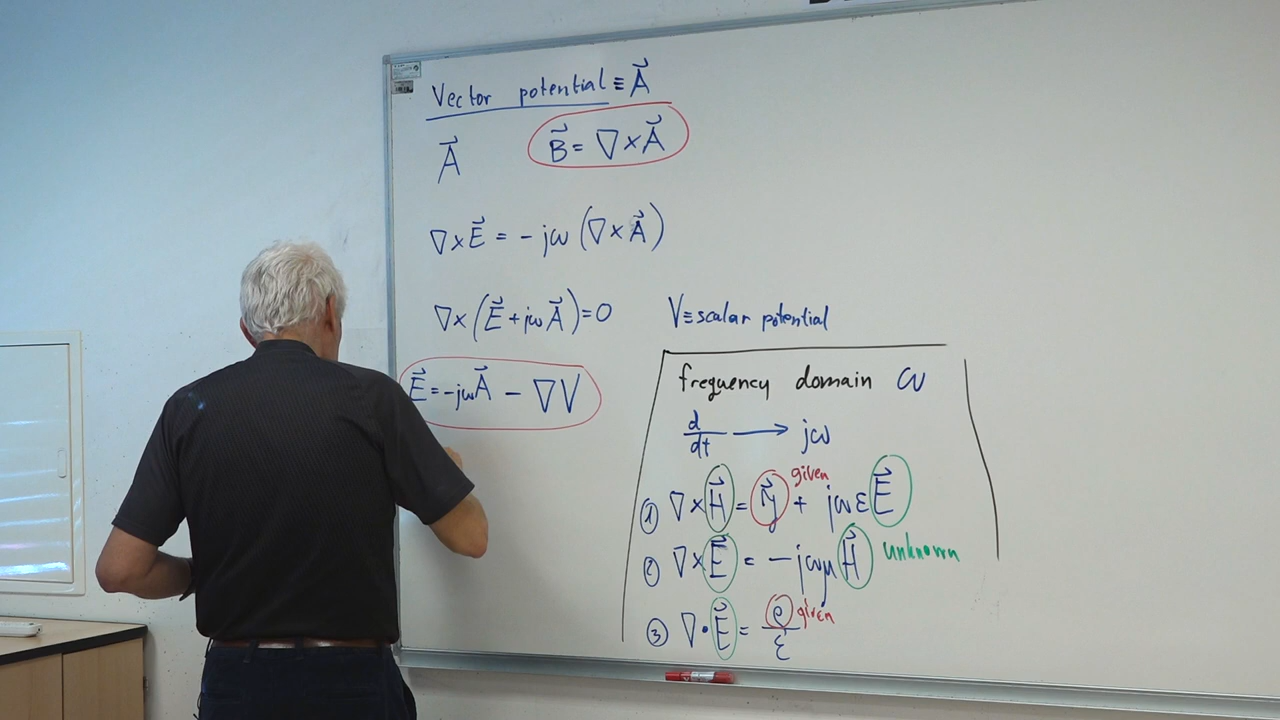 Vector potential ≡ A⃗
A⃗ B⃗ = ∇×A⃗
∇×E⃗ = -jω (∇×A⃗)
∇×(E⃗ + jωA⃗) = 0
V ≡ scalar potential
E⃗ = -jωA⃗ - ∇V
frequency domain ω
d/dt → jω
given
① ∇×H⃗ = J⃗ + jωεE⃗
② ∇×E⃗ = -jωμH⃗ unknown
③ ∇·E⃗ = ρ/ε given